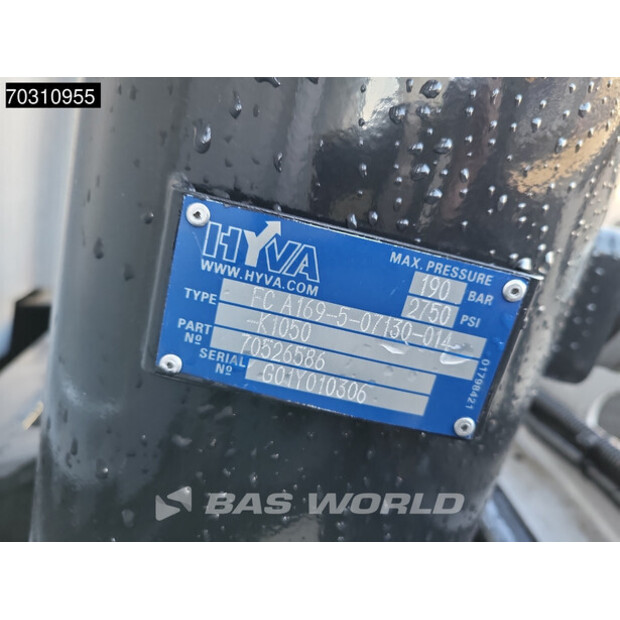 70310955
HYVA
WWW.HYVA.COM
MAX. PRESSURE
190 BAR
2750 PSI
TYPE FC A169-5-07130-014
-K1050
PART Nº 70526586
SERIAL Nº G01Y010306
01798421
BAS WORLD